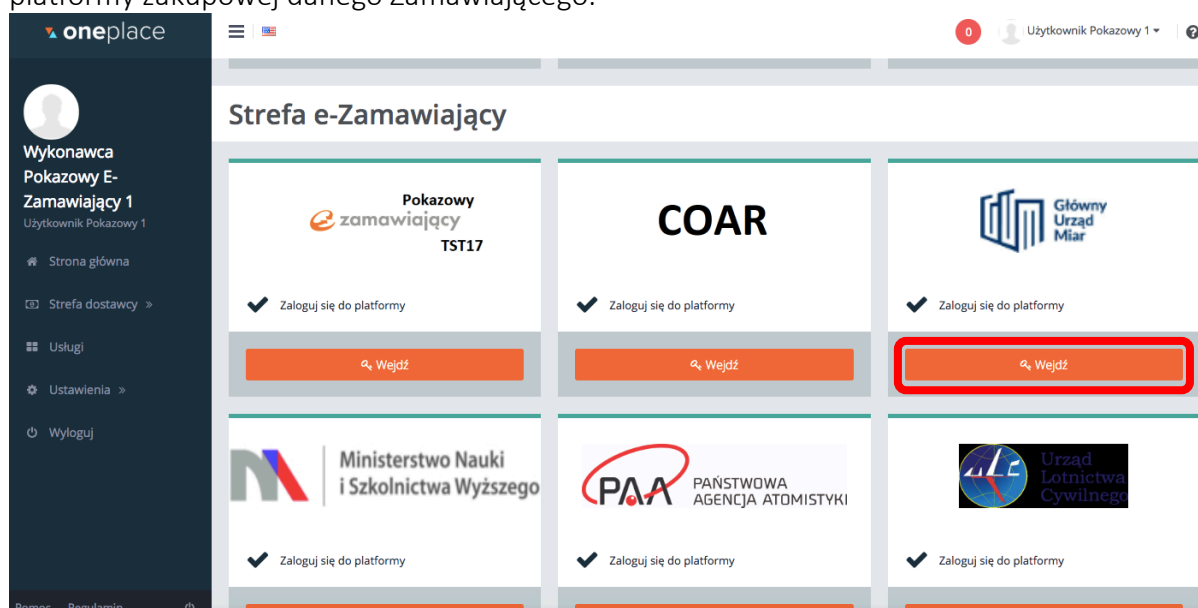 platformy zakupowej danego Zamawiającego.
oneplace
0
Użytkownik Pokazowy 1
Strefa e-Zamawiający
Wykonawca
Pokazowy E-
Zamawiający 1
Użytkownik Pokazowy 1
Strona główna
Strefa dostawcy »
Usługi
Ustawienia »
Wyloguj
Pomoc Regulamin
Pokazowy
e zamawiający
TST17
Zaloguj się do platformy
Wejdź
COAR
Zaloguj się do platformy
Wejdź
Główny
Urząd
Miar
Zaloguj się do platformy
Wejdź
Ministerstwo Nauki
i Szkolnictwa Wyższego
Zaloguj się do platformy
PAA
PAŃSTWOWA
AGENCJA ATOMISTYKI
Zaloguj się do platformy
ULC
Urząd
Lotnictwa
Cywilnego
Zaloguj się do platformy